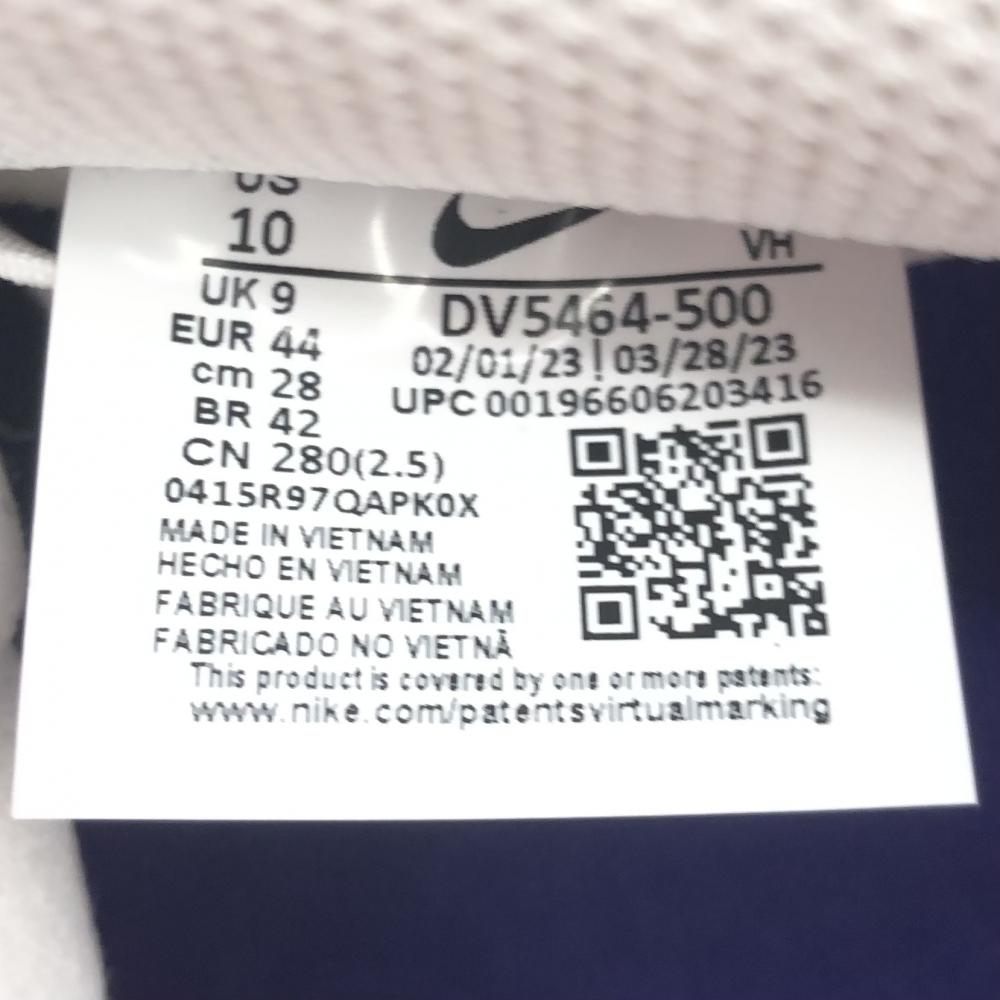 US
10
VH
UK 9
EUR 44
cm 28
BR 42
CN 280(2.5)
DV5464-500
02/01/23 | 03/28/23
UPC 00196606203416
0415R97QAPK0X
MADE IN VIETNAM
HECHO EN VIETNAM
FABRIQUE AU VIETNAM
FABRICADO NO VIETNÃ
This product is covered by one or more patents:
www.nike.com/patentsvirtualmarking